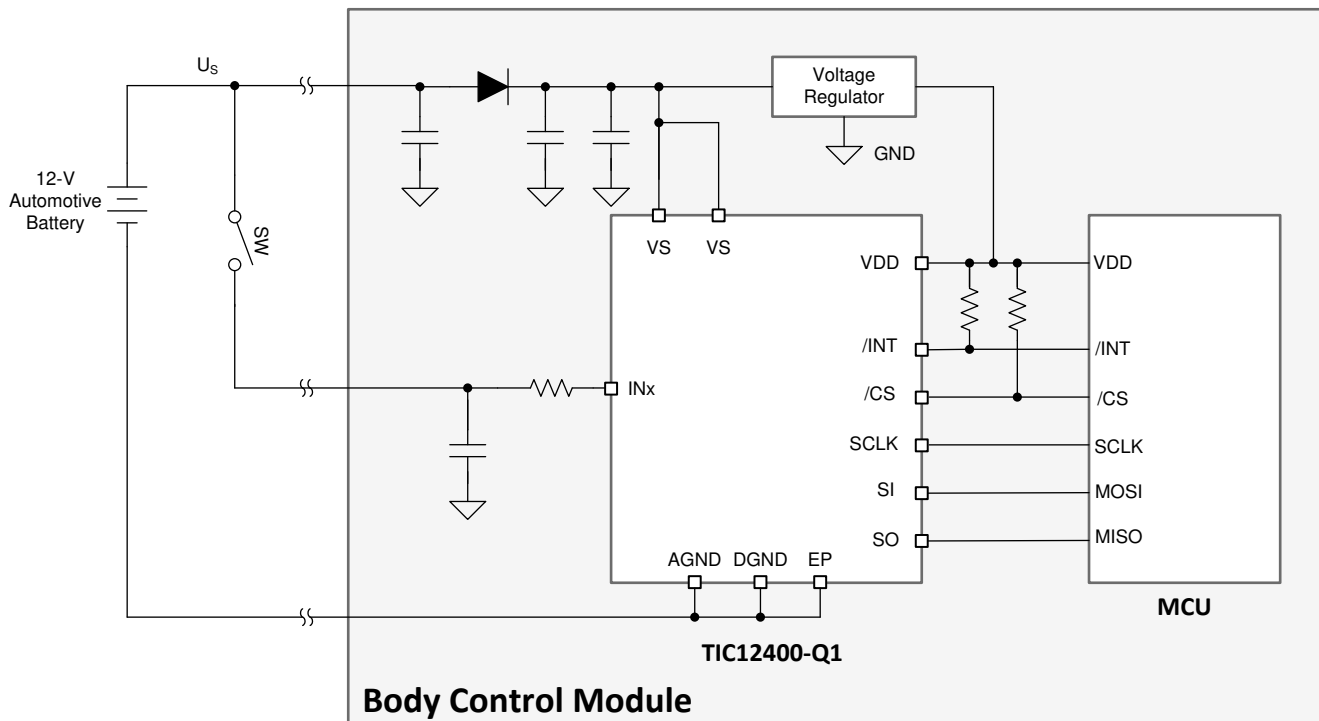 U_S
Voltage
Regulator
GND
12-V
Automotive
Battery
SW
VS
VS
VDD
VDD
/INT
/INT
INx
/CS
/CS
SCLK
SCLK
SI
MOSI
SO
MISO
AGND
DGND
EP
MCU
TIC12400-Q1
Body Control Module